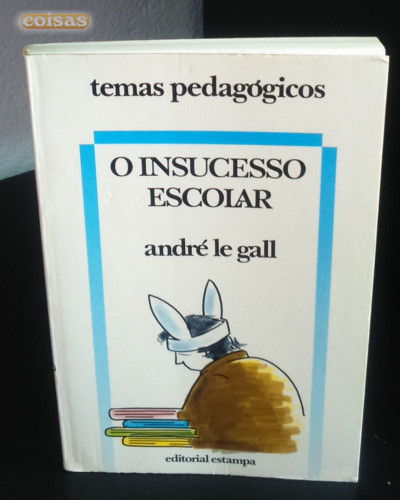 coisas
temas pedagógicos
O INSUCESSO
ESCOLAR
andré le gall
editorial estampa